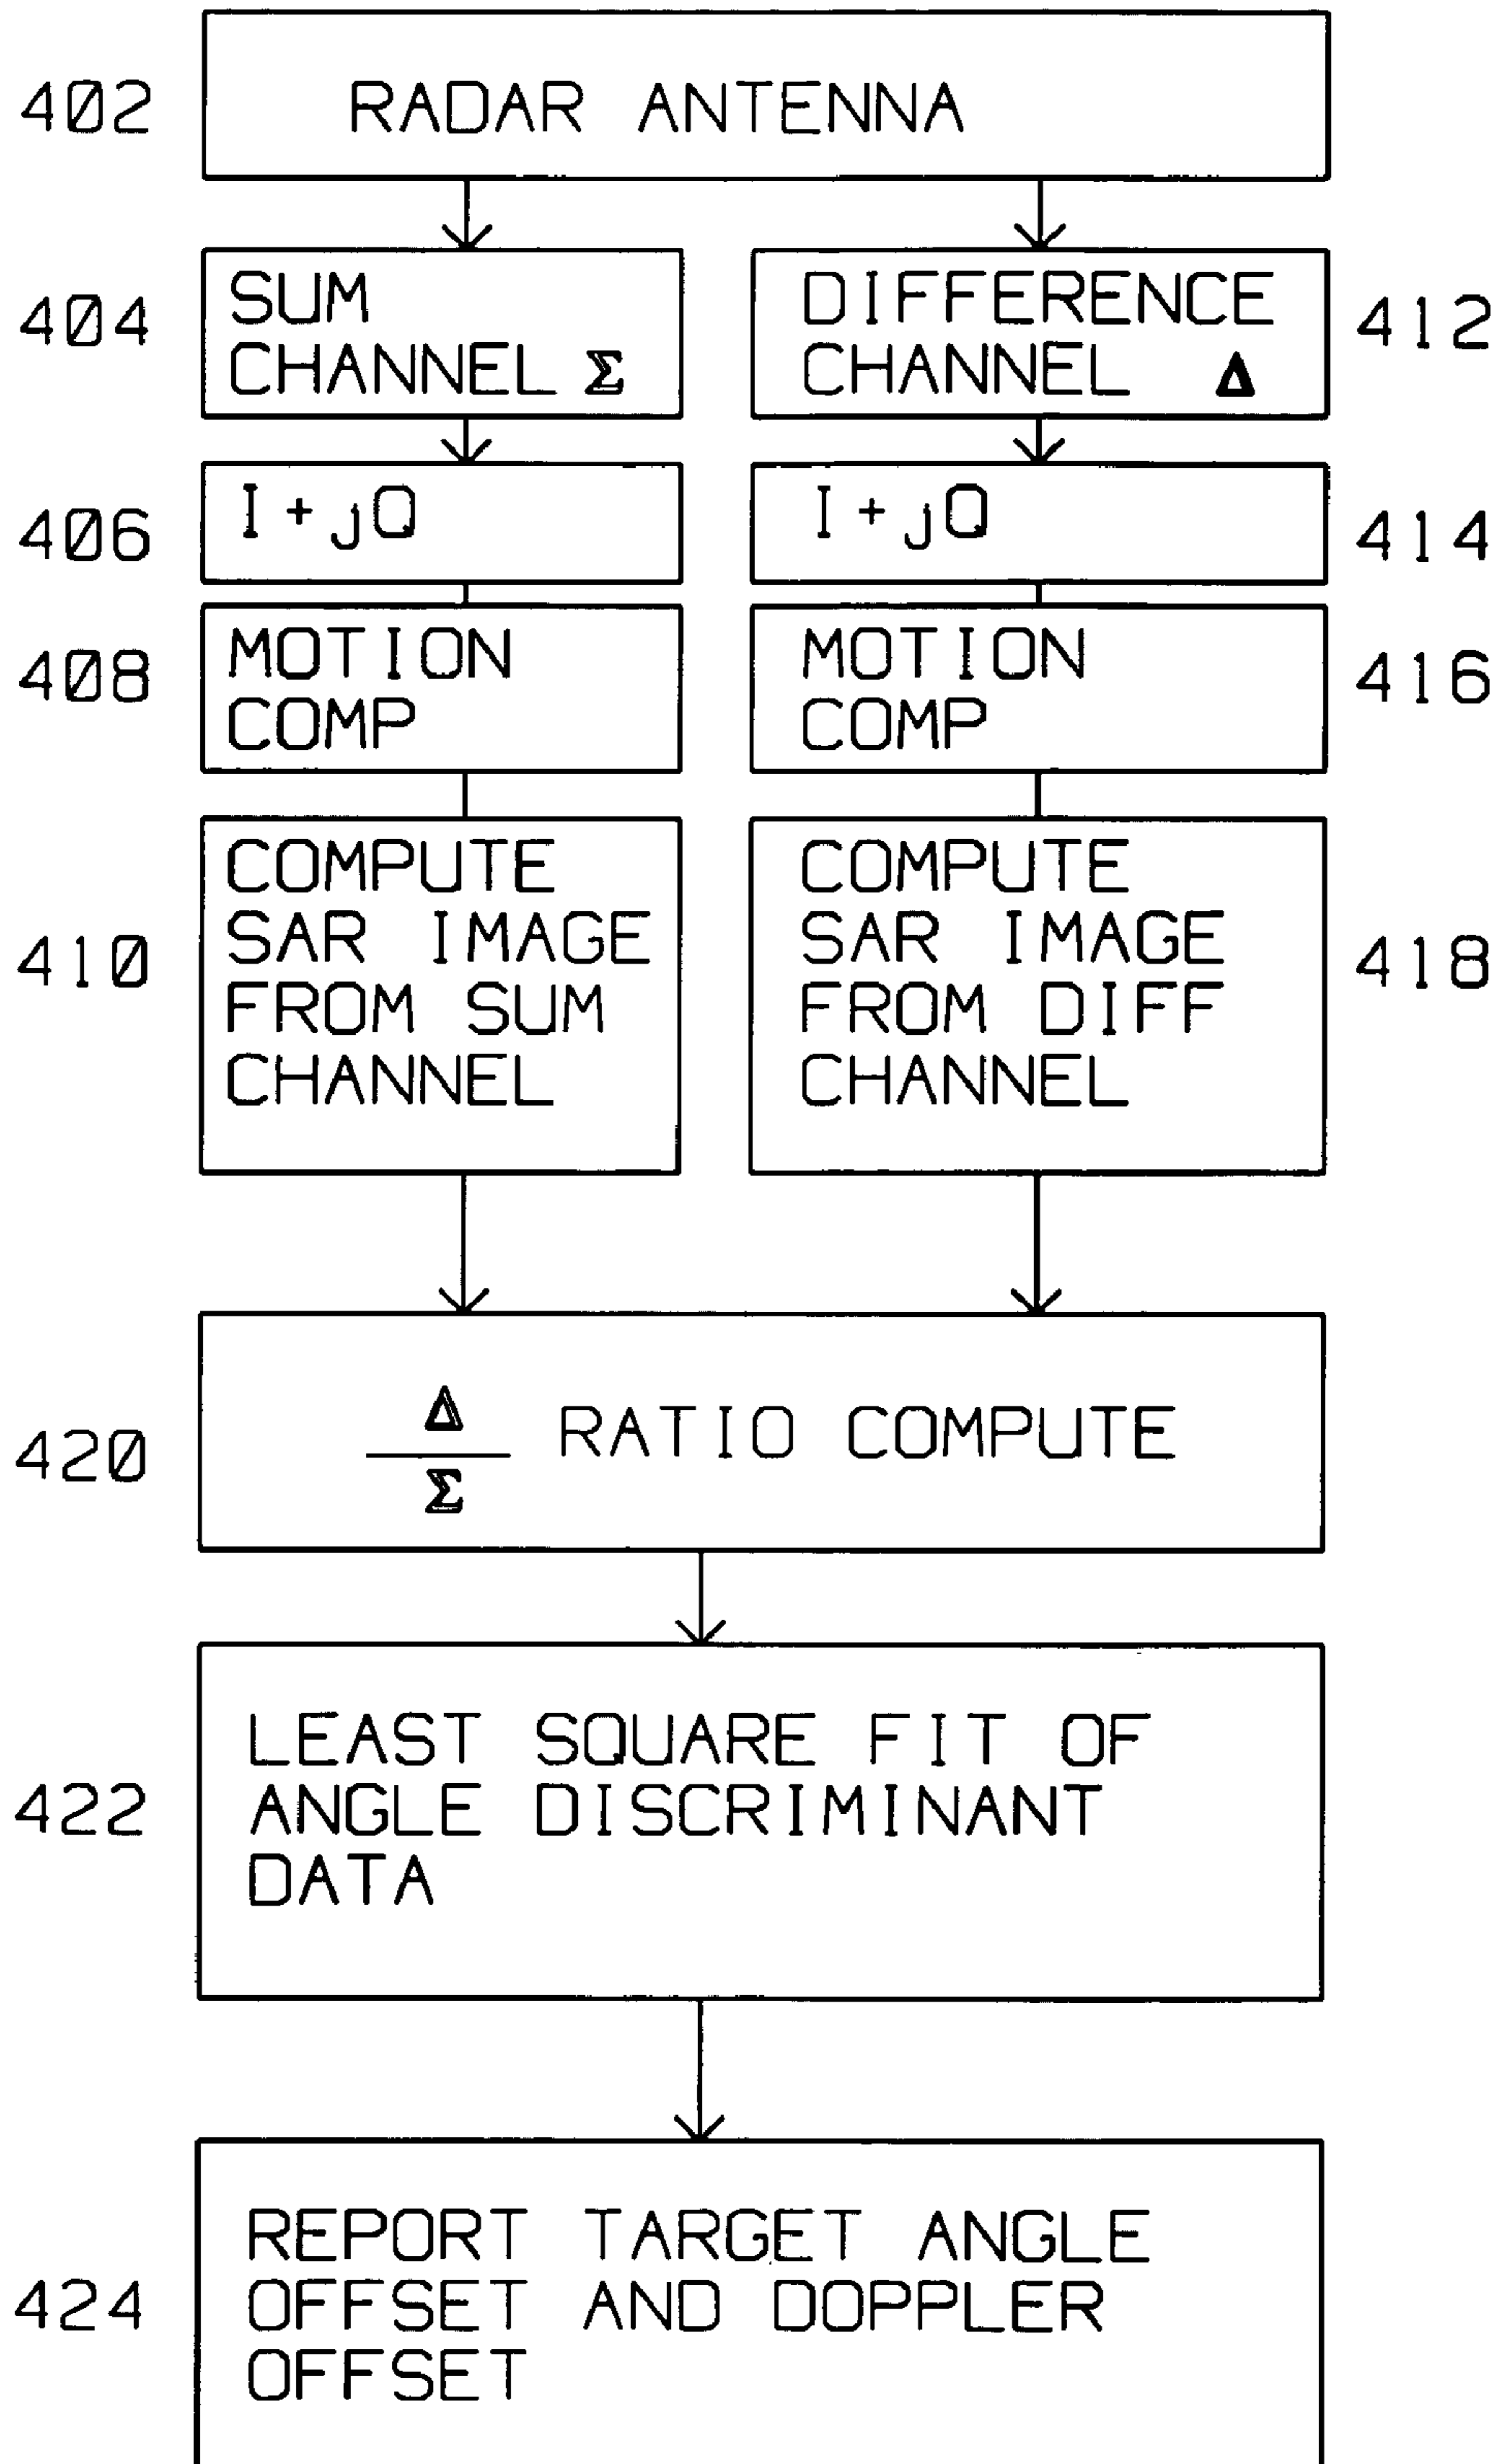 402
RADAR ANTENNA
404
SUM
CHANNEL Σ
DIFFERENCE
CHANNEL Δ
412
406
I+jQ
I+jQ
414
408
MOTION
COMP
MOTION
COMP
416
410
COMPUTE
SAR IMAGE
FROM SUM
CHANNEL
COMPUTE
SAR IMAGE
FROM DIFF
CHANNEL
418
420
Δ
Σ
RATIO COMPUTE
422
LEAST SQUARE FIT OF
ANGLE DISCRIMINANT
DATA
424
REPORT TARGET ANGLE
OFFSET AND DOPPLER
OFFSET